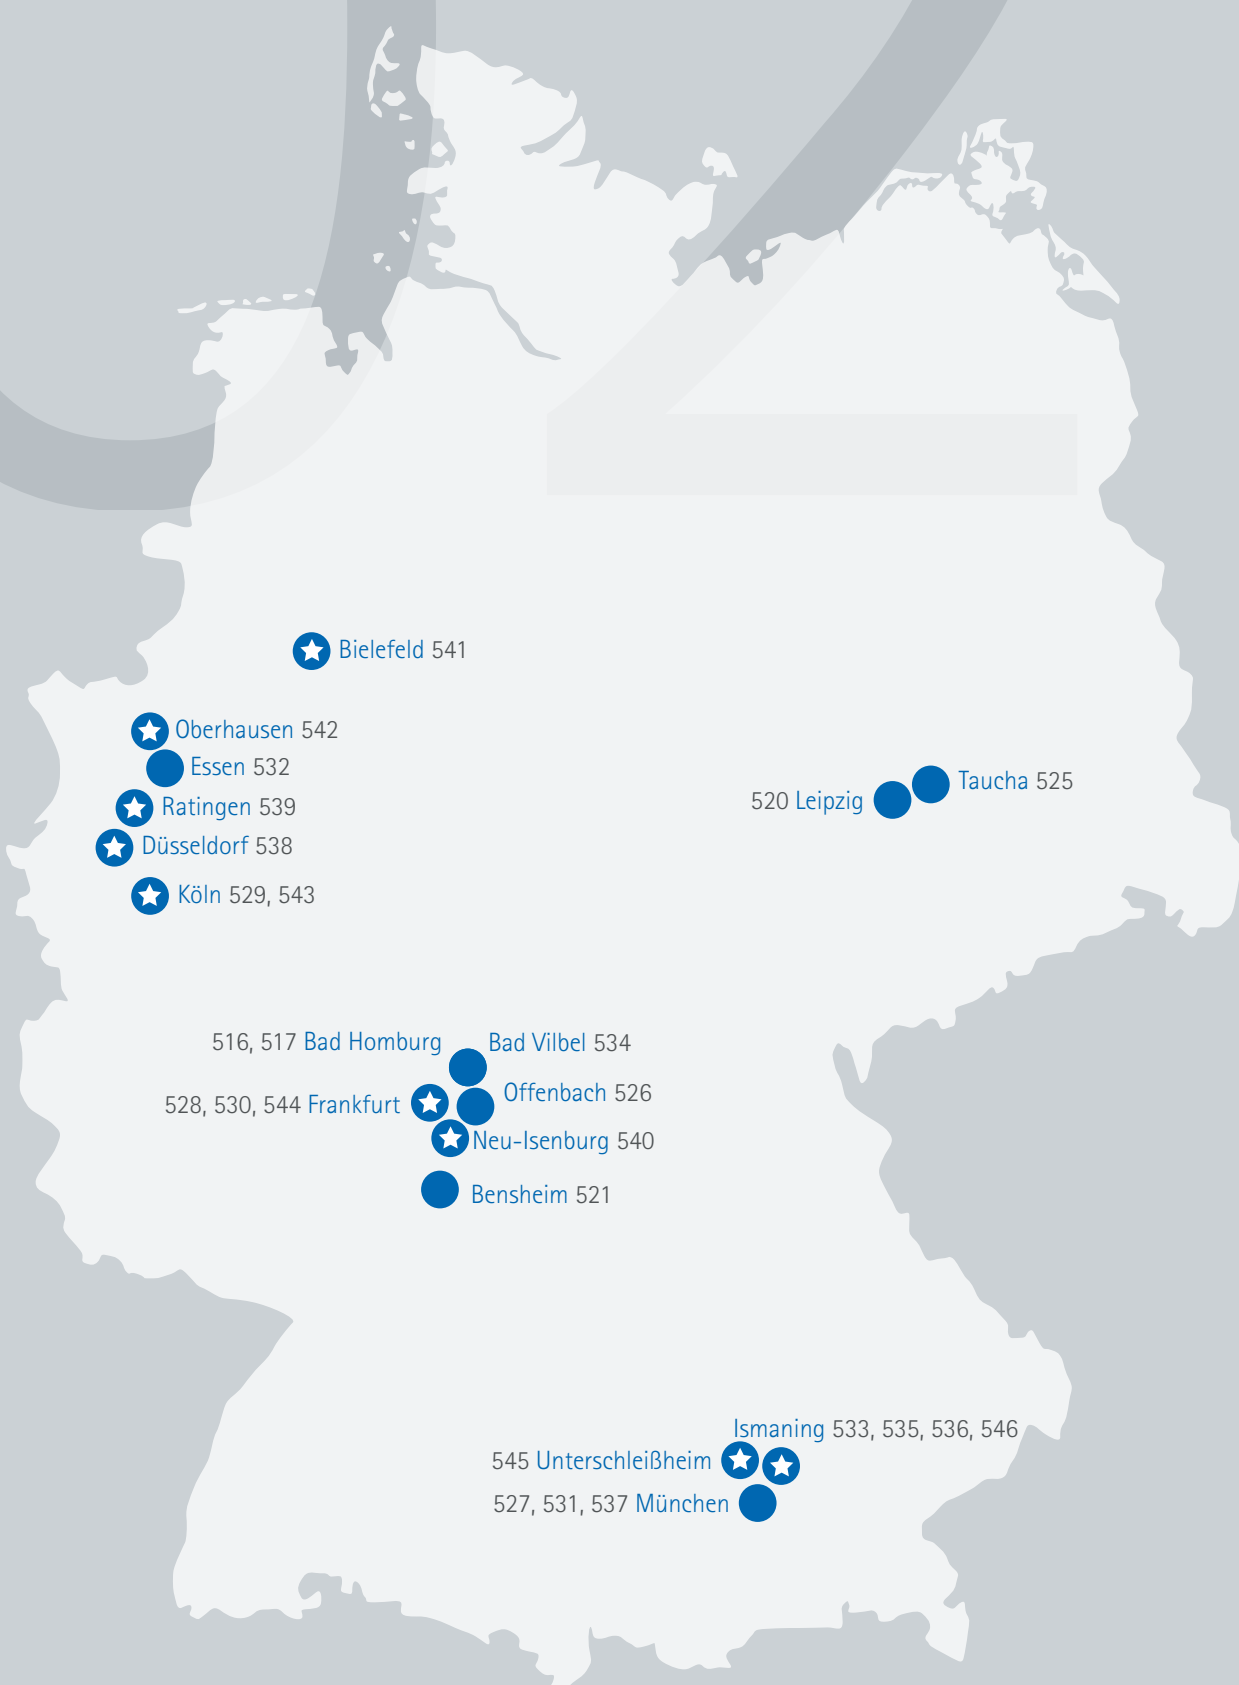 Bielefeld 541
Oberhausen 542
Essen 532
Ratingen 539
Düsseldorf 538
Köln 529, 543
Taucha 525
520 Leipzig
516, 517 Bad Homburg
Bad Vilbel 534
Offenbach 526
528, 530, 544 Frankfurt
Neu-Isenburg 540
Bensheim 521
Ismaning 533, 535, 536, 546
545 Unterschleißheim
527, 531, 537 München